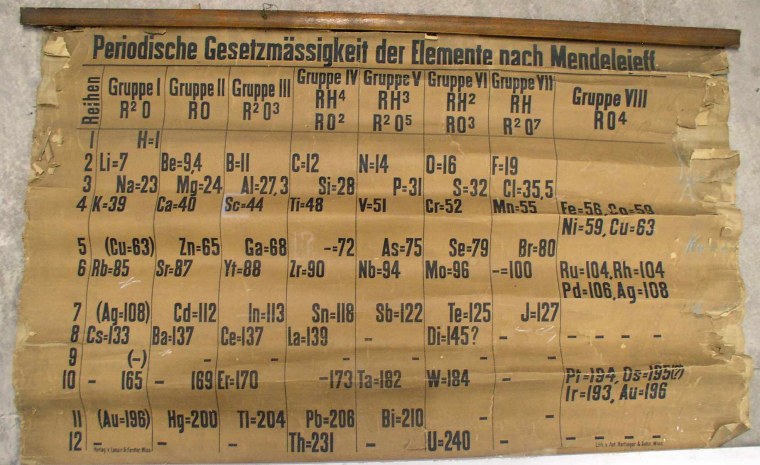 Periodische Gesetzmässigkeit der Elemente nach Mendelejeff.
Reihen Gruppe I Gruppe II Gruppe III Gruppe IV Gruppe V Gruppe VI Gruppe VII Gruppe VIII
RH⁴ RH³ RH² RH
R²O RO R²O³ RO² R²O⁵ RO³ R²O⁷ RO⁴
1 H=1
2 Li=7 Be=9,4 B=11 C=12 N=14 O=16 F=19
3 Na=23 Mg=24 Al=27,3 Si=28 P=31 S=32 Cl=35,5
4 K=39 Ca=40 Sc=44 Ti=48 V=51 Cr=52 Mn=55 Fe=56, Co=59
Ni=59, Cu=63
5 (Cu=63) Zn=65 Ga=68 -=72 As=75 Se=79 Br=80
6 Rb=85 Sr=87 Yt=88 Zr=90 Nb=94 Mo=96 -=100 Ru=104, Rh=104
Pd=106, Ag=108
7 (Ag=108) Cd=112 In=113 Sn=118 Sb=122 Te=125 J=127
8 Cs=133 Ba=137 Ce=137 La=139 - Di=145? - - - - -
9 (-) - - - - - -
10 - 165 - 169 Er=170 -173 Ta=182 W=184 - Pt=194, Os=195(?)
Ir=193, Au=196
11 (Au=196) Hg=200 Tl=204 Pb=206 Bi=210 - -
12 - - - Th=231 - U=240 - - - - -
Verlag v. Wien